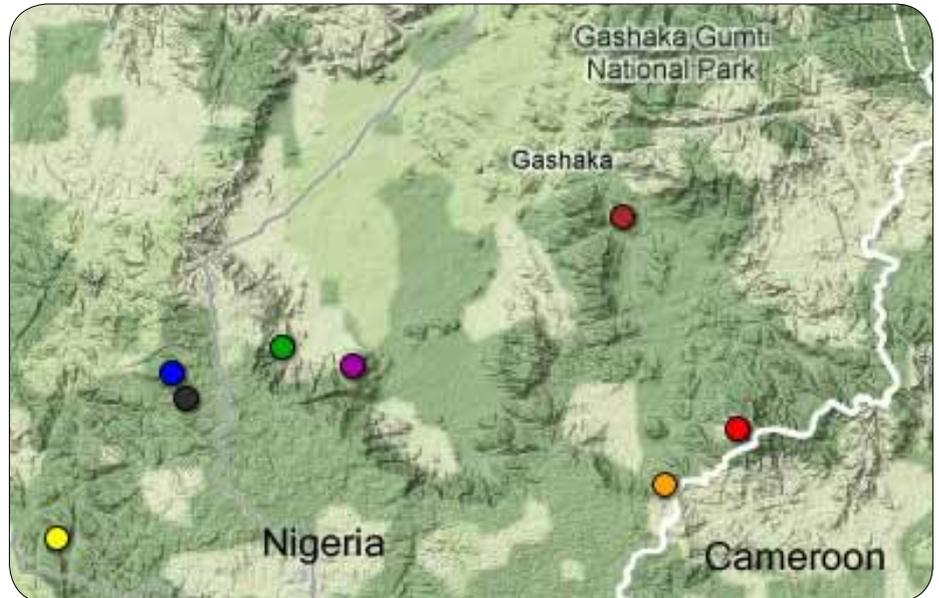 Gashaka Gumti
National Park
Gashaka
Nigeria
Cameroon